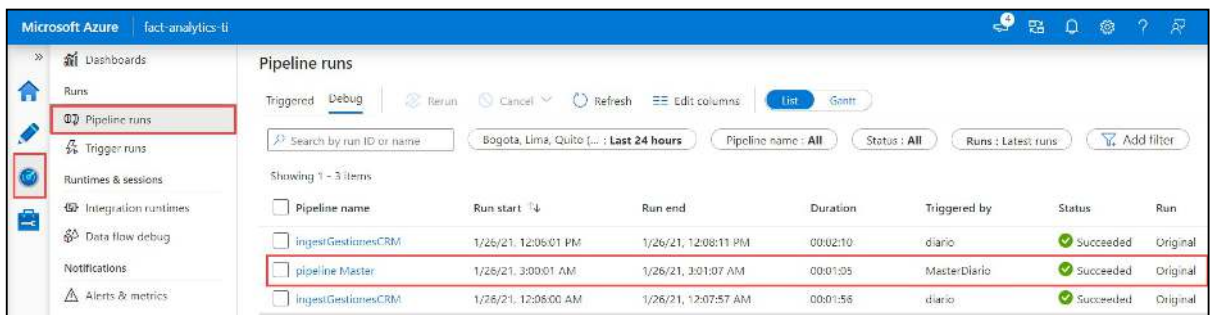 Microsoft Azure fact-analytics-ti 4 ?
» Dashboards
Runs
Pipeline runs
Trigger runs
Runtimes & sessions
Integration runtimes
Data flow debug
Notifications
Alerts & metrics
Pipeline runs
Triggered Debug Rerun Cancel Refresh Edit columns List Gantt
Search by run ID or name Bogota, Lima, Quito (... : Last 24 hours Pipeline name : All Status : All Runs : Latest runs Add filter
Showing 1 - 3 items
Pipeline name Run start Run end Duration Triggered by Status Run
ingestGestionesCRM 1/26/21, 12:06:01 PM 1/26/21, 12:08:11 PM 00:02:10 diario Succeeded Original
pipeline Master 1/26/21, 3:00:01 AM 1/26/21, 3:01:07 AM 00:01:05 MasterDiario Succeeded Original
ingestGestionesCRM 1/26/21, 12:06:00 AM 1/26/21, 12:07:57 AM 00:01:56 diario Succeeded Original